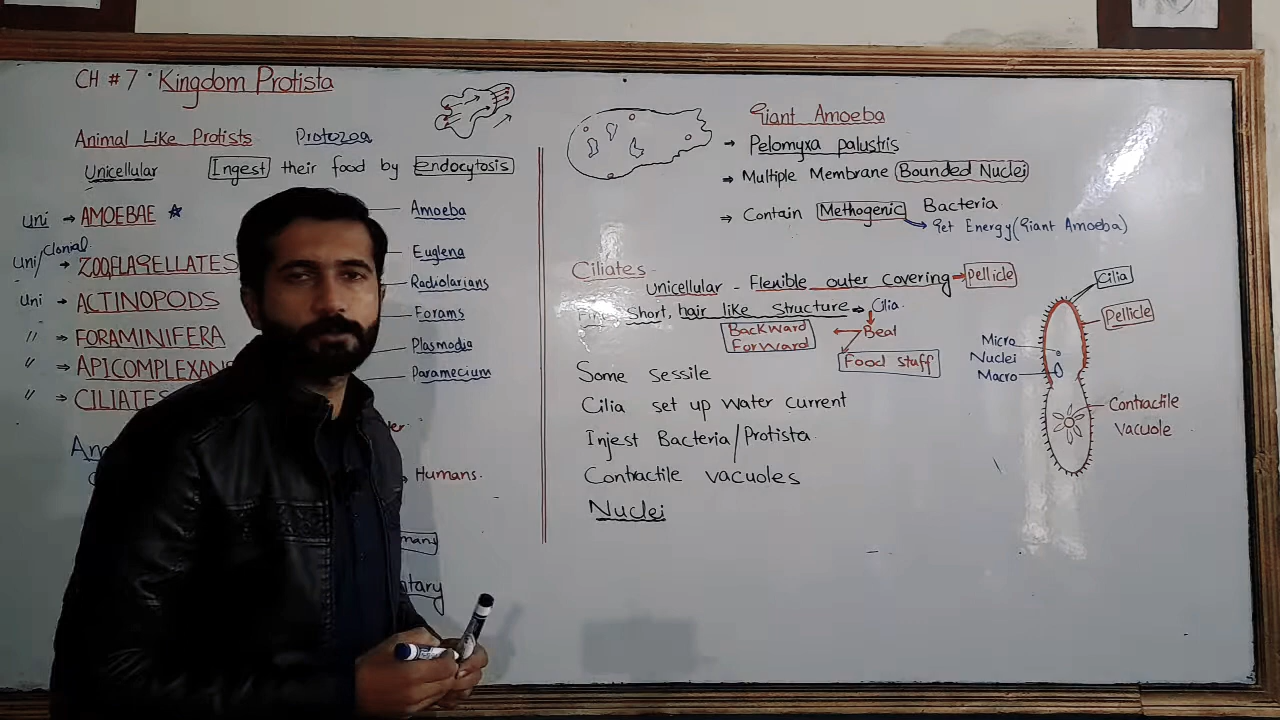 CH # 7 · Kingdom Protista
Animal Like Protists Protozoa
Unicellular Ingest their food by endocytosis
Uni → AMOEBAE Amoeba
Uni/Clonial → ZOOFLAGELLATES Euglena
Uni → ACTINOPODS Radiolarians
" → FORAMINIFERA Forams
" → APICOMPLEXANS Plasmodia
" → CILIATES Paramecium
Humans.
Giant Amoeba
→ Pelomyxa palustris
→ Multiple Membrane Bounded Nuclei
→ Contain Methogenic Bacteria
Get Energy (Giant Amoeba)
Ciliates
Unicellular - Flexible outer covering → Pellicle
Fine, Short, hair like structure → Cilia
Backward
Forward
Beat
Food stuff
Some sessile
Cilia set up water current
Injest Bacteria/Protista
Contractile vacuoles
Nuclei
Cilia
Pellicle
Micro
Nuclei
Macro
Contractile
Vacuole